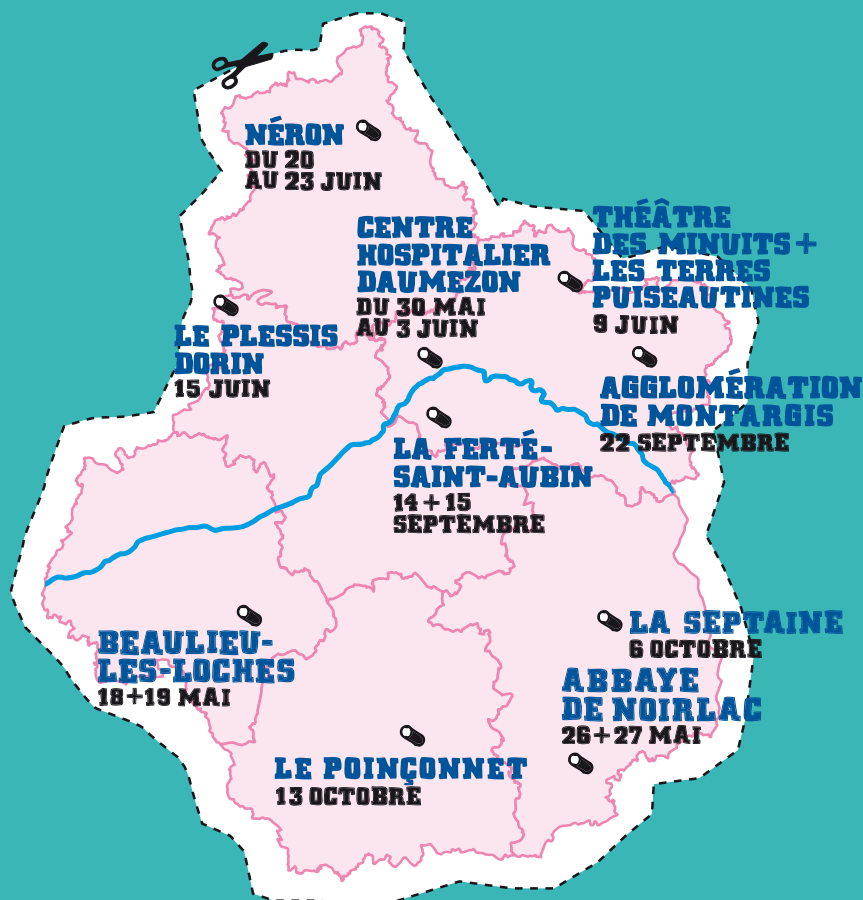 NÉRON
DU 20
AU 23 JUIN
CENTRE
HOSPITALIER
DAUMEZON
DU 30 MAI
AU 3 JUIN
THÉÂTRE
DES MINUITS+
LES TERRES
PUISEAUTINES
9 JUIN
LE PLESSIS
DORIN
15 JUIN
AGGLOMÉRATION
DE MONTARGIS
22 SEPTEMBRE
LA FERTÉ-
SAINT-AUBIN
14 + 15
SEPTEMBRE
BEAULIEU-
LES-LOCHES
18+19 MAI
LA SEPTAINE
6 OCTOBRE
ABBAYE
DE NOIRLAC
26+27 MAI
LE POINÇONNET
13 OCTOBRE